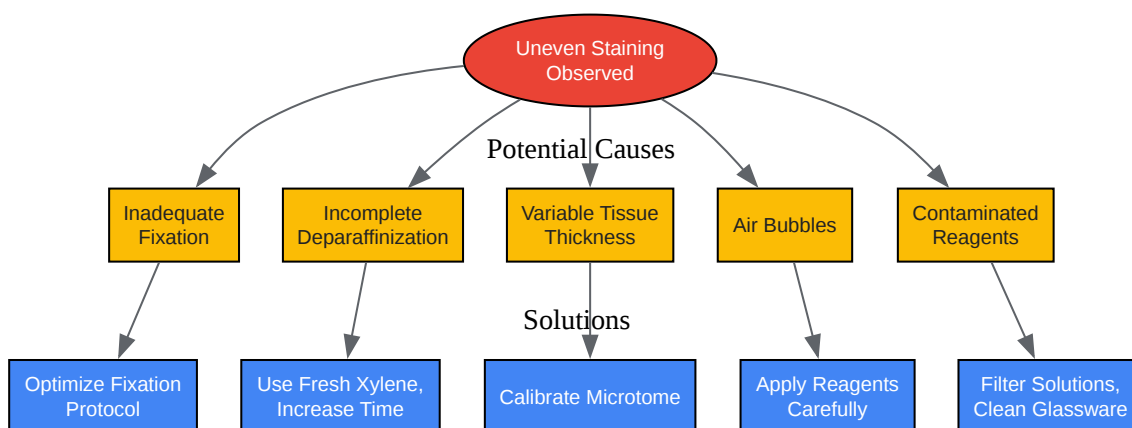 Uneven Staining
Observed
Potential Causes
Inadequate
Fixation
Incomplete
Deparaffinization
Variable Tissue
Thickness
Air Bubbles
Contaminated
Reagents
Solutions
Optimize Fixation
Protocol
Use Fresh Xylene,
Increase Time
Calibrate Microtome
Apply Reagents
Carefully
Filter Solutions,
Clean Glassware